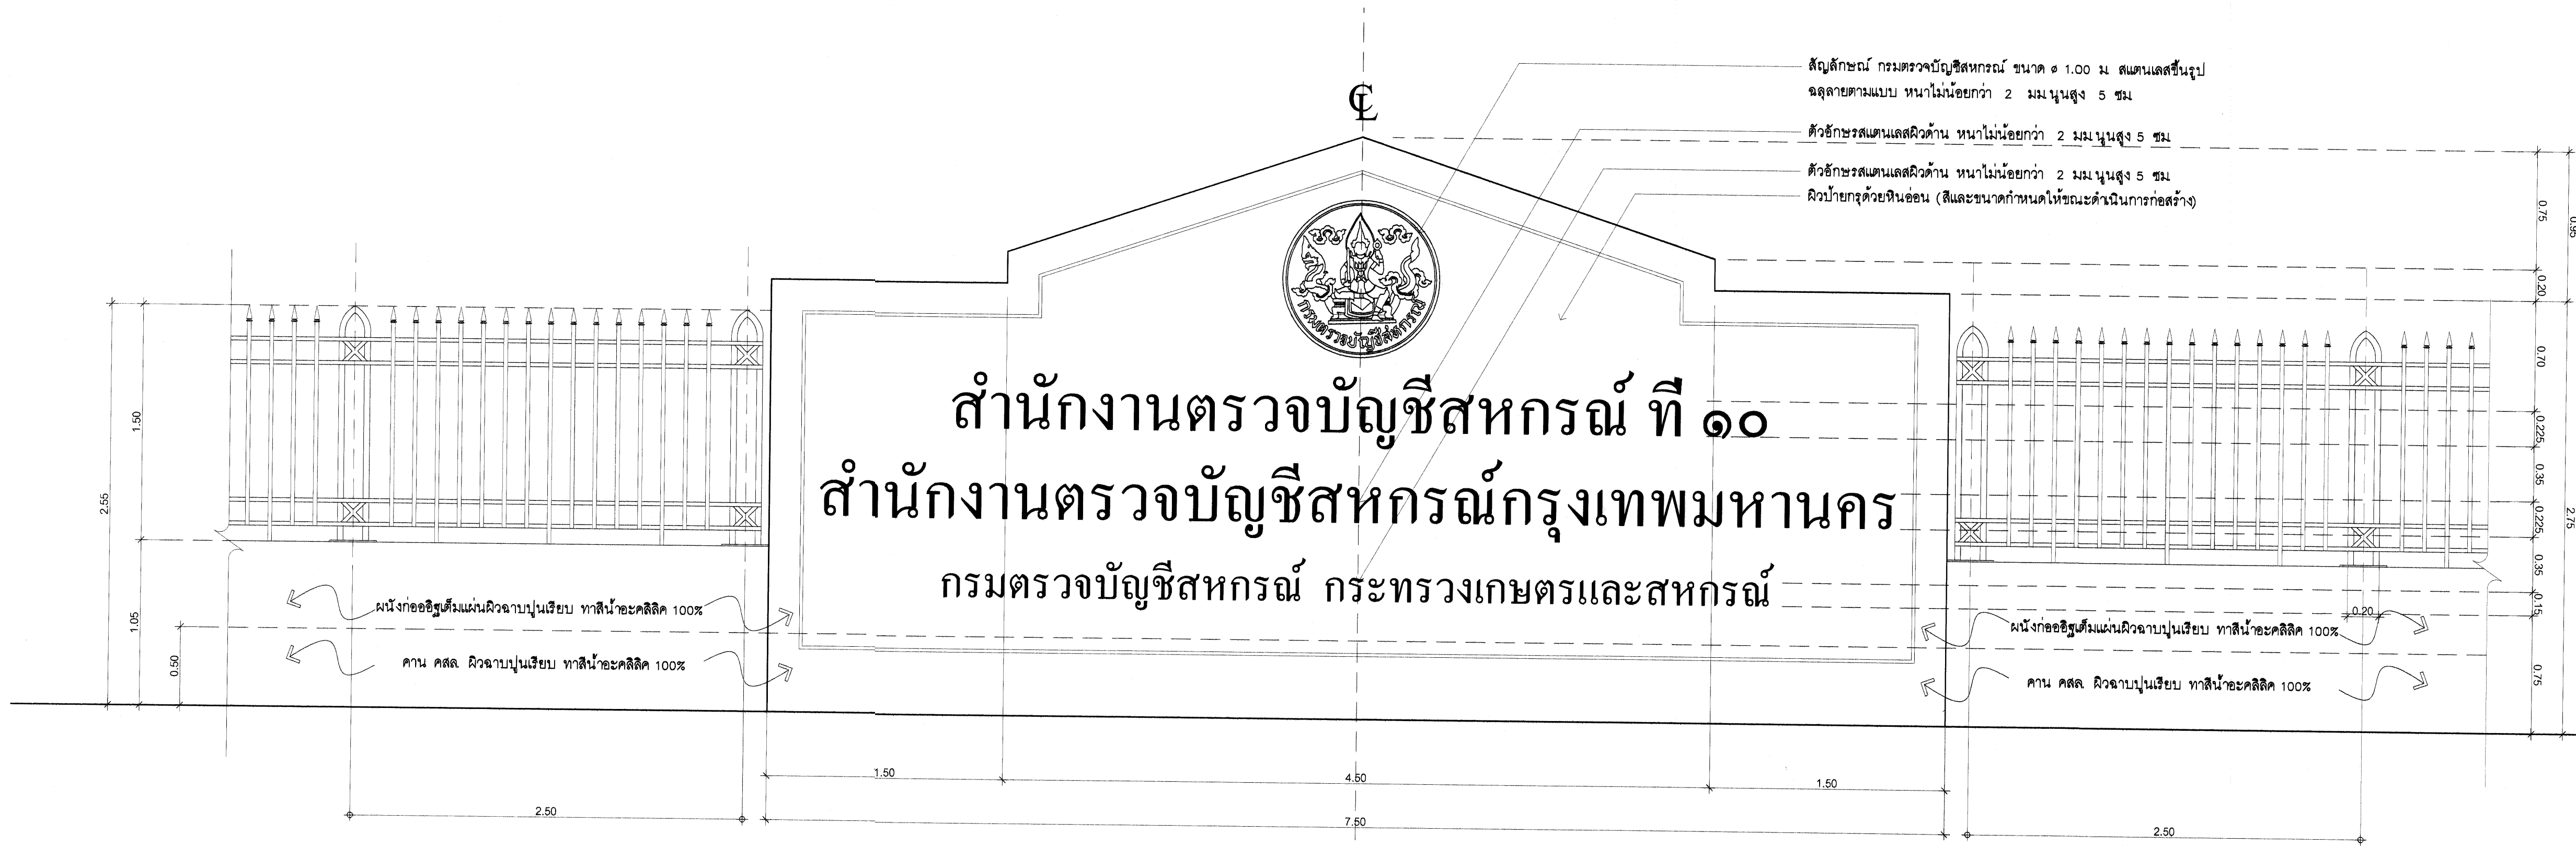 สัญลักษณ์ กรมตรวจบัญชีสหกรณ์ ขนาด ø 1.00 ม. สแตนเลสขึ้นรูป
ฉลุลายตามแบบ หนาไม่น้อยกว่า 2 มม.นูนสูง 5 ซม.
ตัวอักษรสแตนเลสผิวด้าน หนาไม่น้อยกว่า 2 มม.นูนสูง 5 ซม.
ตัวอักษรสแตนเลสผิวด้าน หนาไม่น้อยกว่า 2 มม.นูนสูง 5 ซม.
ผิวป้ายกรุด้วยหินอ่อน (สีและขนาดกำหนดให้ขณะดำเนินการก่อสร้าง)
℄
กรมตรวจบัญชีสหกรณ์
สำนักงานตรวจบัญชีสหกรณ์ ที่ ๑๐
สำนักงานตรวจบัญชีสหกรณ์กรุงเทพมหานคร
กรมตรวจบัญชีสหกรณ์ กระทรวงเกษตรและสหกรณ์
ผนังก่ออิฐเต็มแผ่นผิวฉาบปูนเรียบ ทาสีน้ำอะคลิลิค 100%
คาน คสล. ผิวฉาบปูนเรียบ ทาสีน้ำอะคลิลิค 100%
ผนังก่ออิฐเต็มแผ่นผิวฉาบปูนเรียบ ทาสีน้ำอะคลิลิค 100%
คาน คสล. ผิวฉาบปูนเรียบ ทาสีน้ำอะคลิลิค 100%
2.55
1.50
1.05
0.50
0.75
0.95
0.20
0.70
0.225
0.35
0.225
0.35
0.15
0.75
2.75
0.20
1.50
4.50
1.50
2.50
7.50
2.50